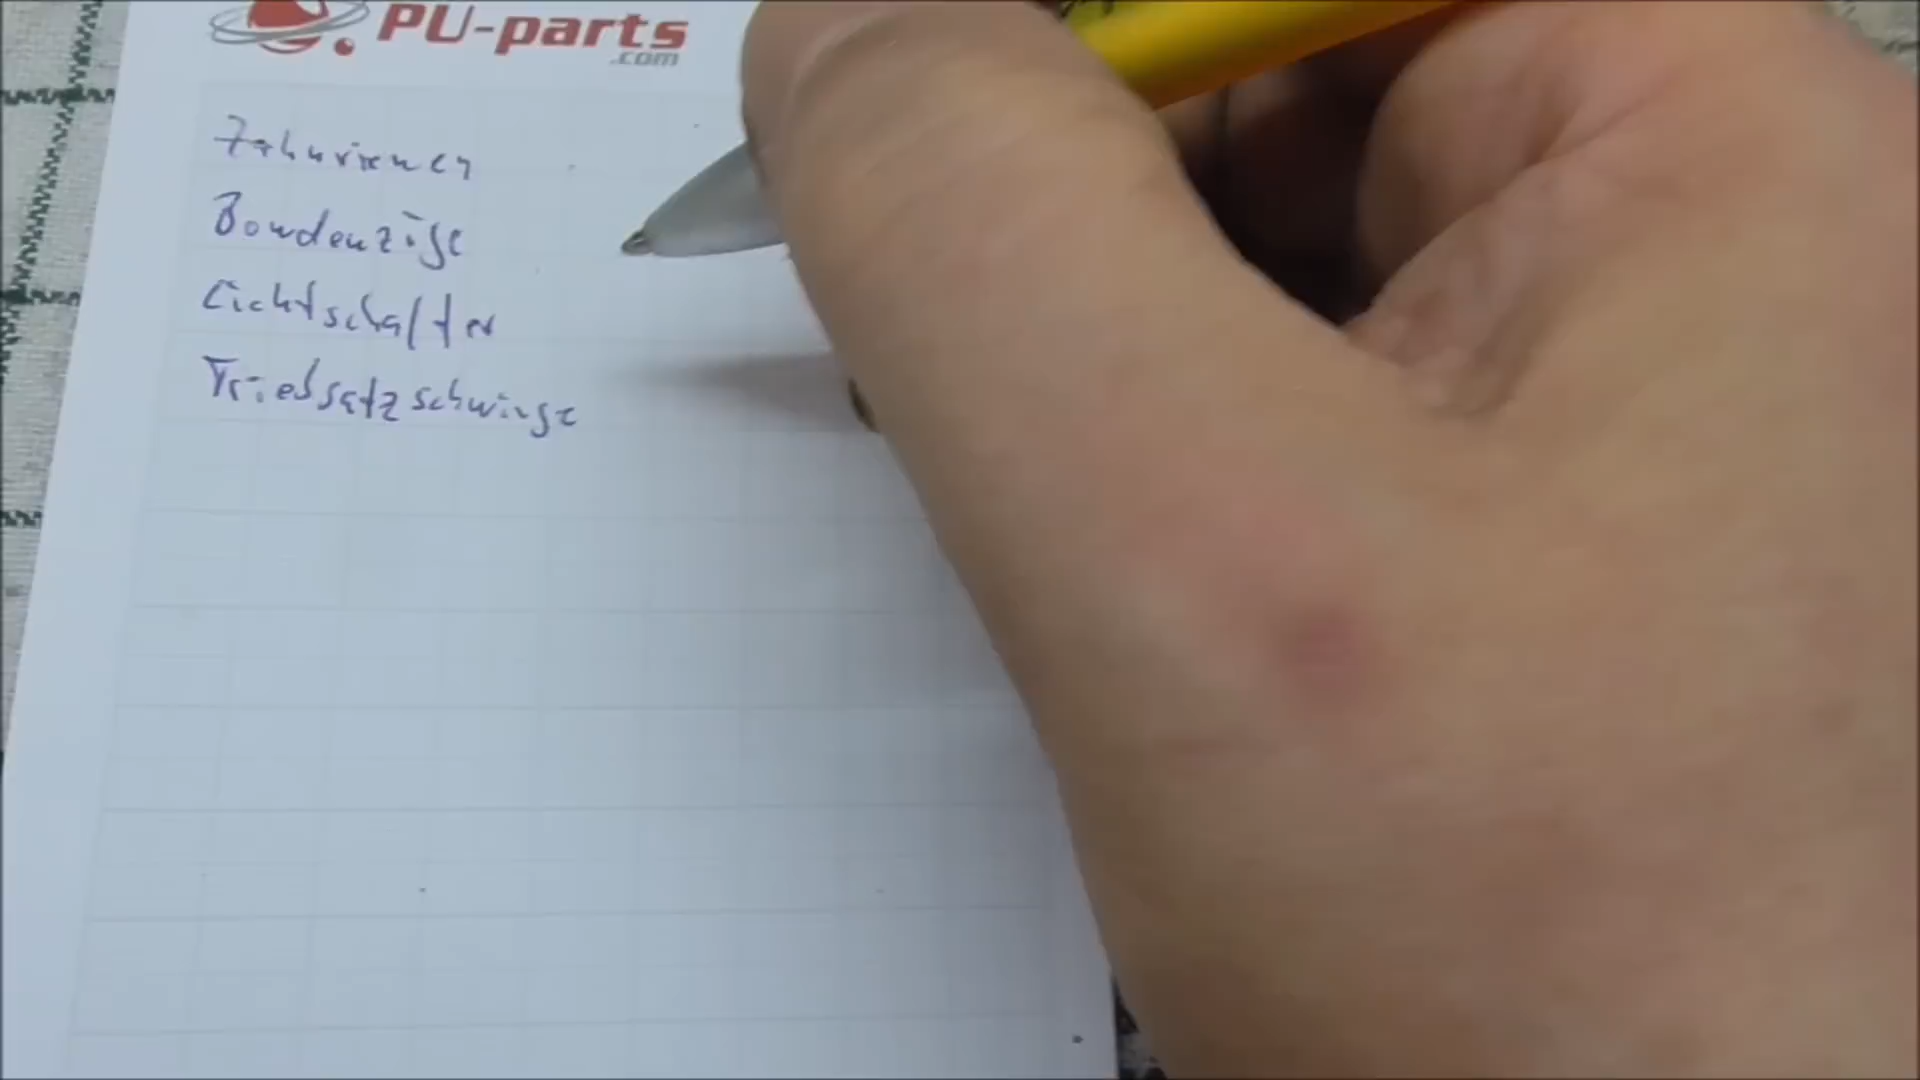 PU-parts
.com
Zahnriemen
Bowdenzüge
Lichtschalter
Triebsatzschwinge